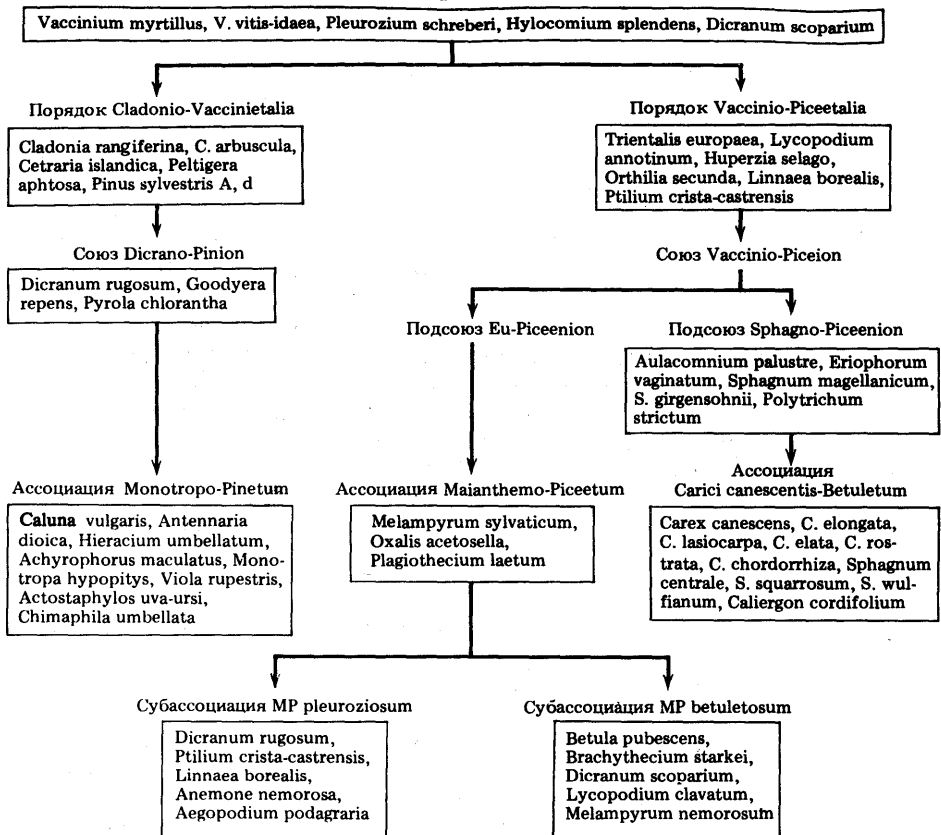 Vaccinium myrtillus, V. vitis-idaea, Pleurozium schreberi, Hylocomium splendens, Dicranum scoparium
Порядок Cladonio-Vaccinietalia
Cladonia rangiferina, C. arbuscula,
Cetraria islandica, Peltigera
aphtosa, Pinus sylvestris A, d
Порядок Vaccinio-Piceetalia
Trientalis europaea, Lycopodium
annotinum, Huperzia selago,
Orthilia secunda, Linnaea borealis,
Ptilium crista-castrensis
Союз Dicrano-Pinion
Dicranum rugosum, Goodyera
repens, Pyrola chlorantha
Союз Vaccinio-Piceion
Подсоюз Eu-Piceenion
Подсоюз Sphagno-Piceenion
Aulacomnium palustre, Eriophorum
vaginatum, Sphagnum magellanicum,
S. girgensohnii, Polytrichum
strictum
Ассоциация Monotropo-Pinetum
Caluna vulgaris, Antennaria
dioica, Hieracium umbellatum,
Achyrophorus maculatus, Mono-
tropa hypopitys, Viola rupestris,
Actostaphylos uva-ursi,
Chimaphila umbellata
Ассоциация Maianthemo-Piceetum
Melampyrum sylvaticum,
Oxalis acetosella,
Plagiothecium laetum
Ассоциация
Carici canescentis-Betuletum
Carex canescens, C. elongata,
C. lasiocarpa, C. elata, C. ros-
trata, C. chordorrhiza, Sphagnum
centrale, S. squarrosum, S. wul-
fianum, Caliergon cordifolium
Субассоциация MP pleuroziosum
Dicranum rugosum,
Ptilium crista-castrensis,
Linnaea borealis,
Anemone nemorosa,
Aegopodium podagraria
Субассоциация MP betuletosum
Betula pubescens,
Brachythecium starkei,
Dicranum scoparium,
Lycopodium clavatum,
Melampyrum nemorosum